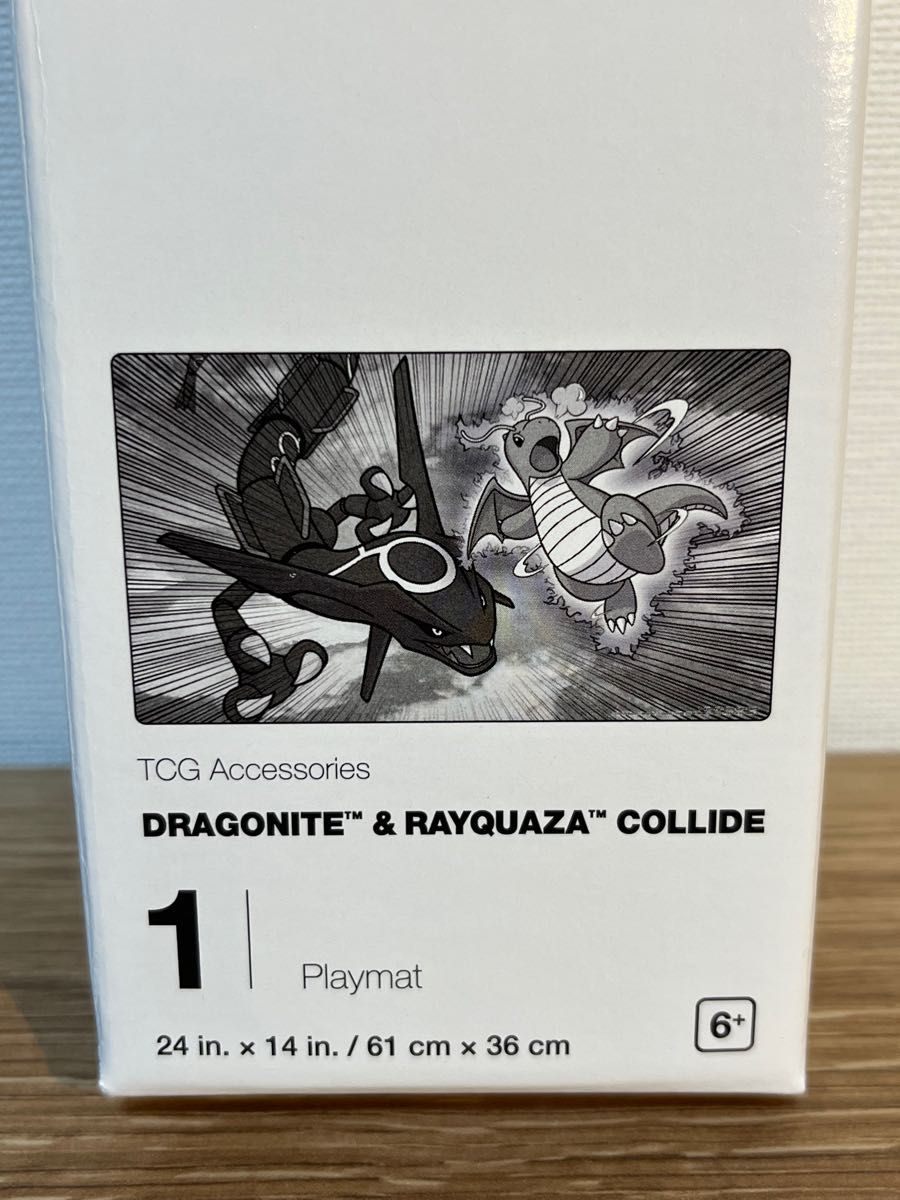 TCG Accessories
DRAGONITE™ & RAYQUAZA™ COLLIDE
1
Playmat
24 in. × 14 in. / 61 cm × 36 cm
6+